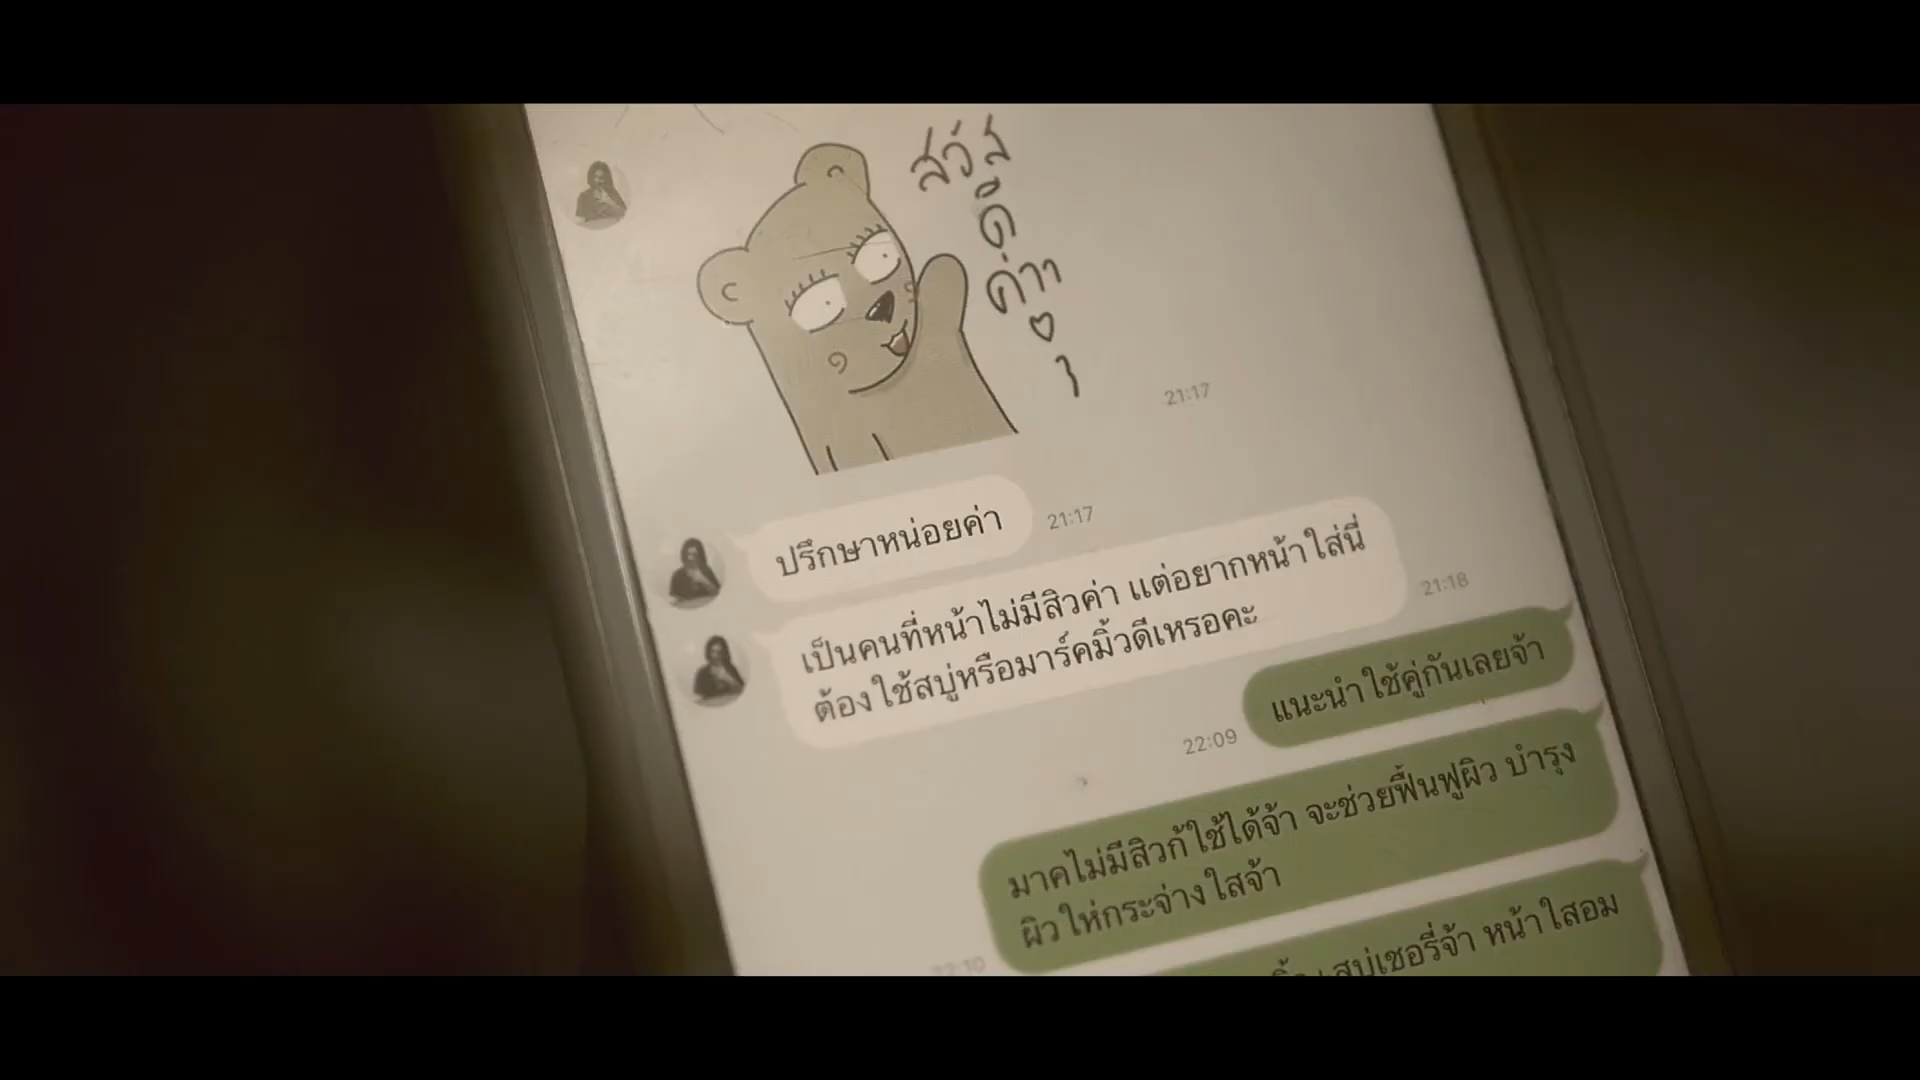 สวัสดีค่าา ♡
21:17
ปรึกษาหน่อยค่า
21:17
เป็นคนที่หน้าไม่มีสิวค่า แต่อยากหน้าใส่นี่
ต้องใช้สบู่หรือมาร์คมิ้วดีเหรอคะ
21:18
แนะนำใช้คู่กันเลยจ้า
22:09
มาคไม่มีสิวก้ใช้ได้จ้า จะช่วยฟื้นฟูผิว บำรุง
ผิวให่กระจ่างใสจ้า
22:10
สบู่เชอรี่จ้า หน้าใสอม